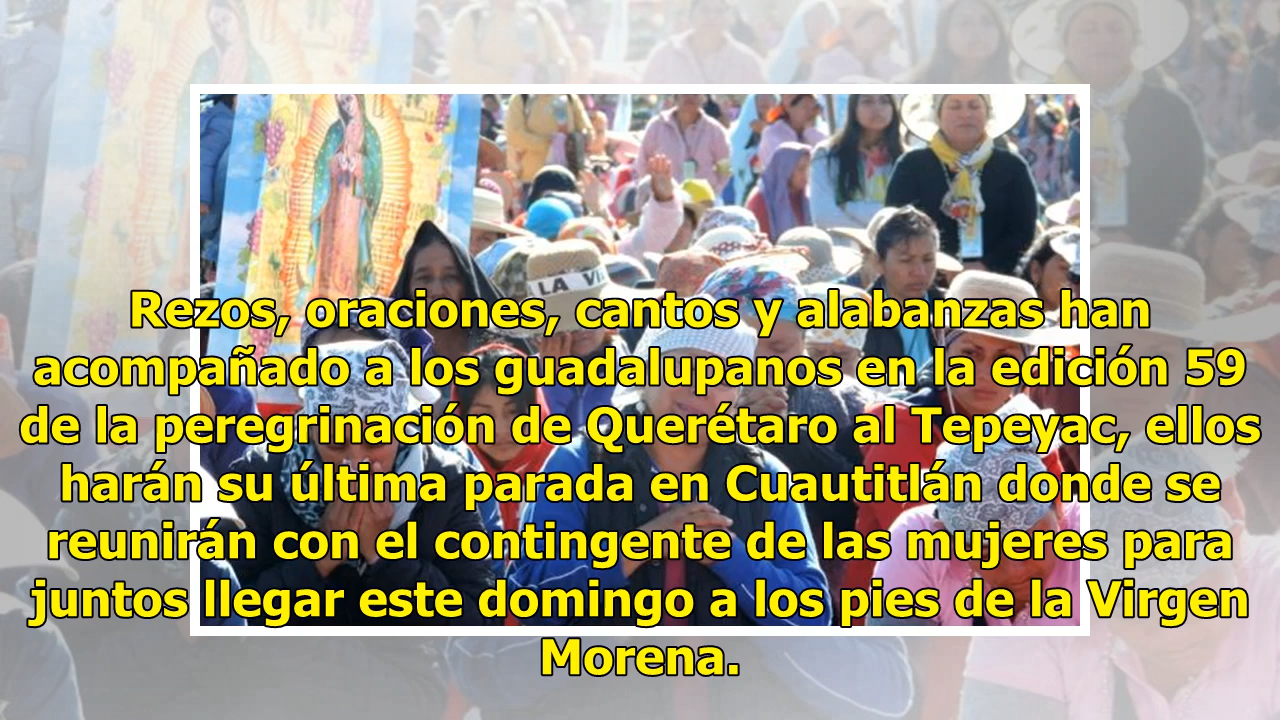 LA VI
Rezos, oraciones, cantos y alabanzas han
acompañado a los guadalupanos en la edición 59
de la peregrinación de Querétaro al Tepeyac, ellos
harán su última parada en Cuautitlán donde se
reunirán con el contingente de las mujeres para
juntos llegar este domingo a los pies de la Virgen
Morena.